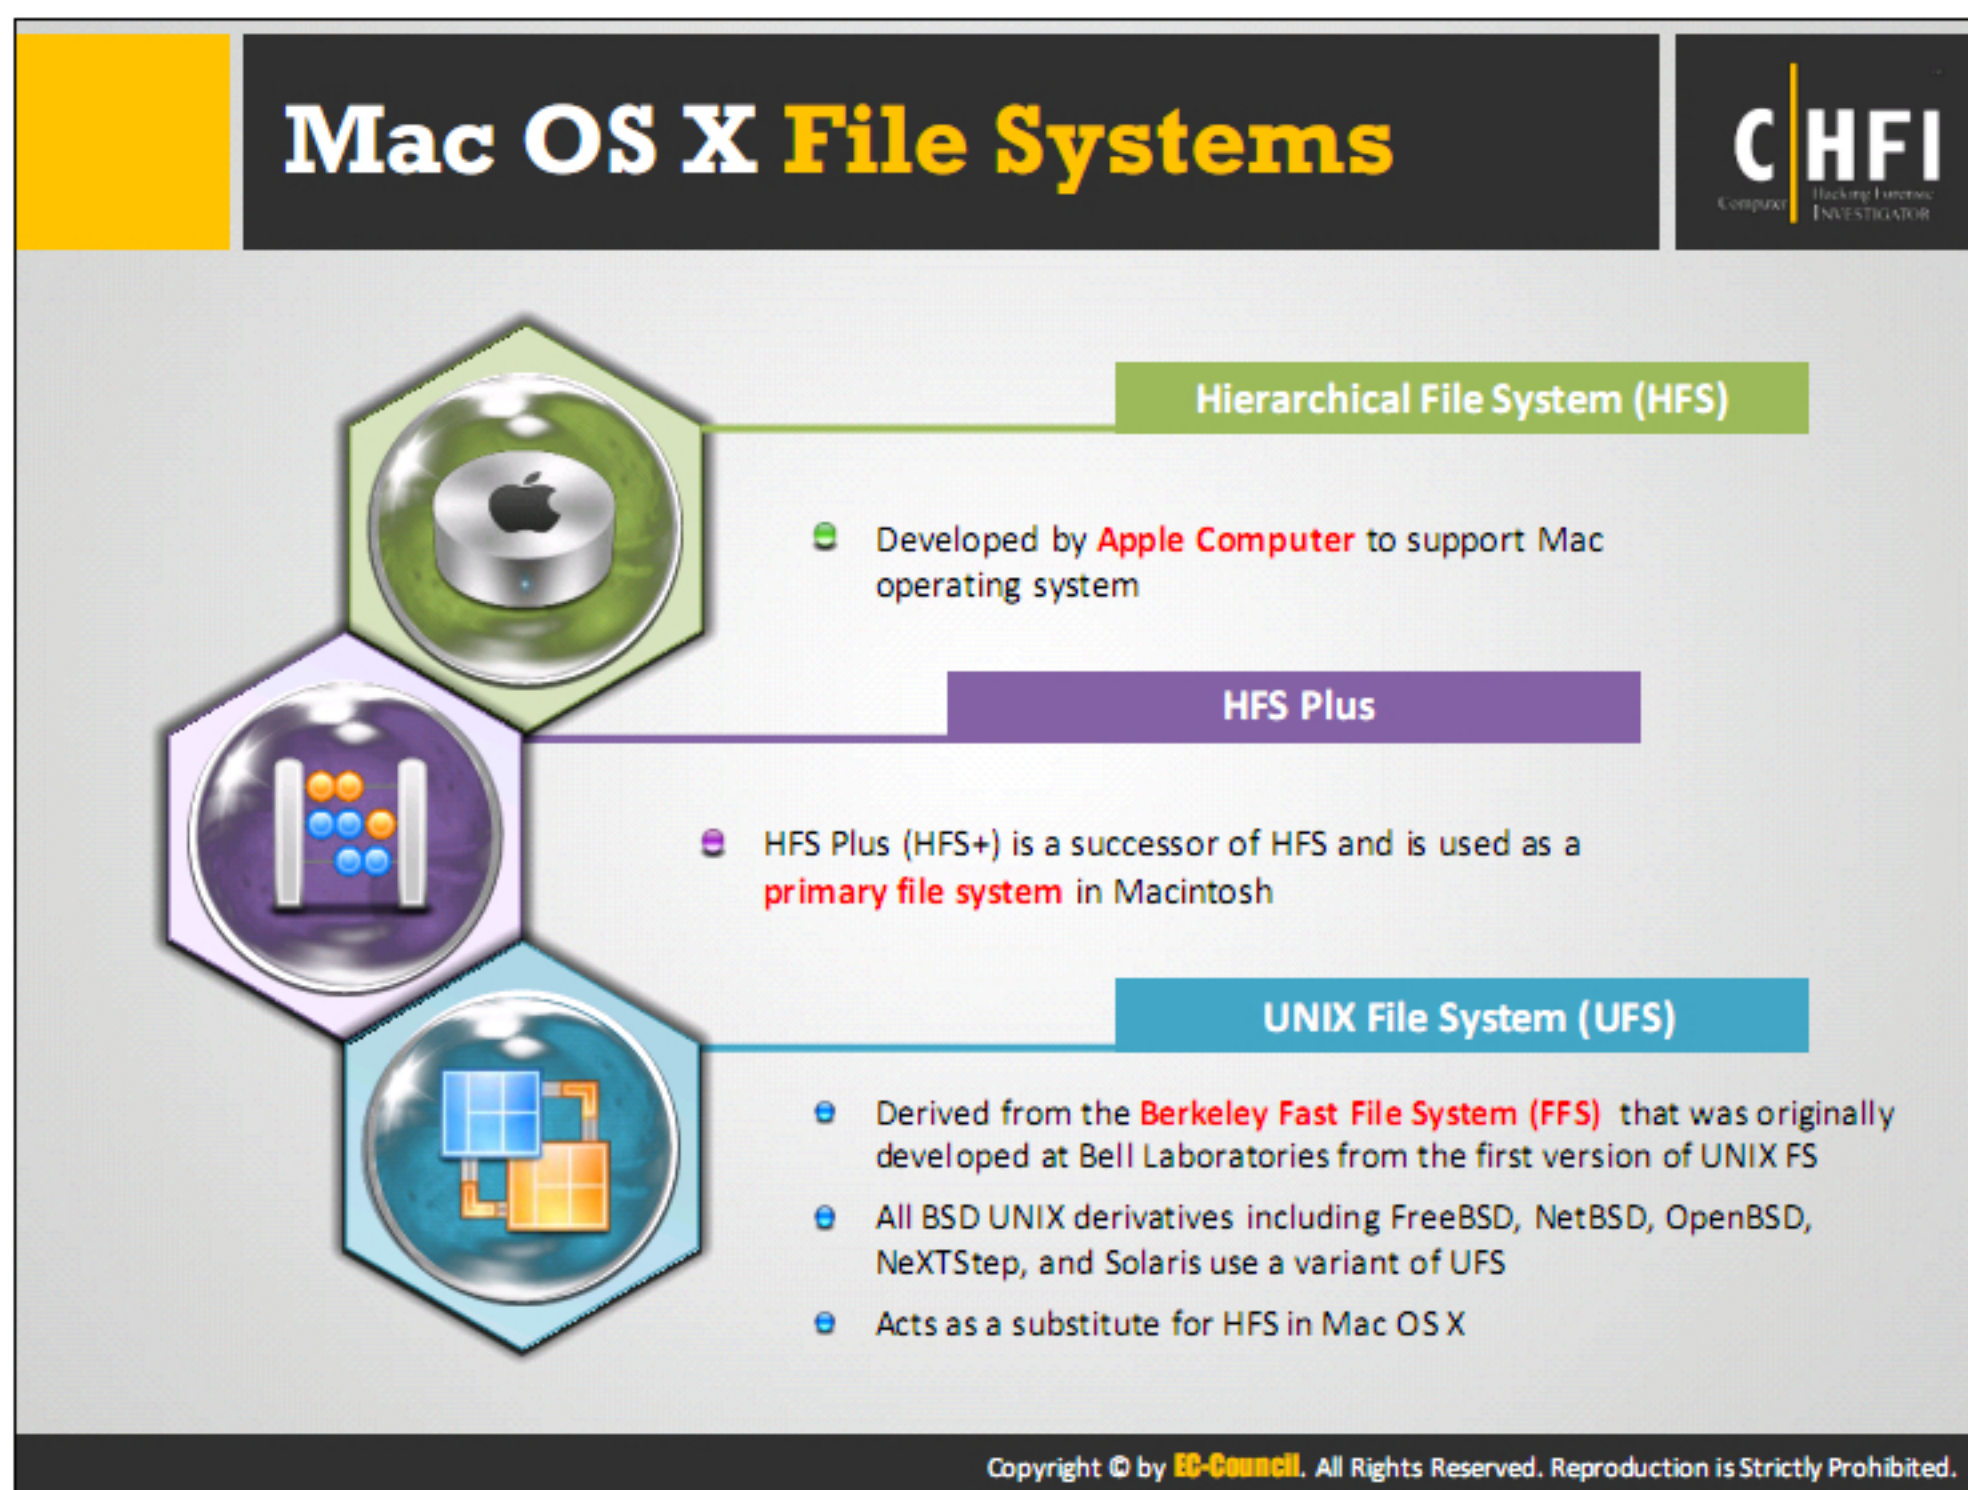 Mac OS X File Systems
C HFI
Computer
Hacking Forensic
INVESTIGATOR
Hierarchical File System (HFS)
Developed by Apple Computer to support Mac
operating system
HFS Plus
HFS Plus (HFS+) is a successor of HFS and is used as a
primary file system in Macintosh
UNIX File System (UFS)
Derived from the Berkeley Fast File System (FFS) that was originally
developed at Bell Laboratories from the first version of UNIX FS
All BSD UNIX derivatives including FreeBSD, NetBSD, OpenBSD,
NeXTStep, and Solaris use a variant of UFS
Acts as a substitute for HFS in Mac OS X
Copyright © by EC-Council. All Rights Reserved. Reproduction is Strictly Prohibited.